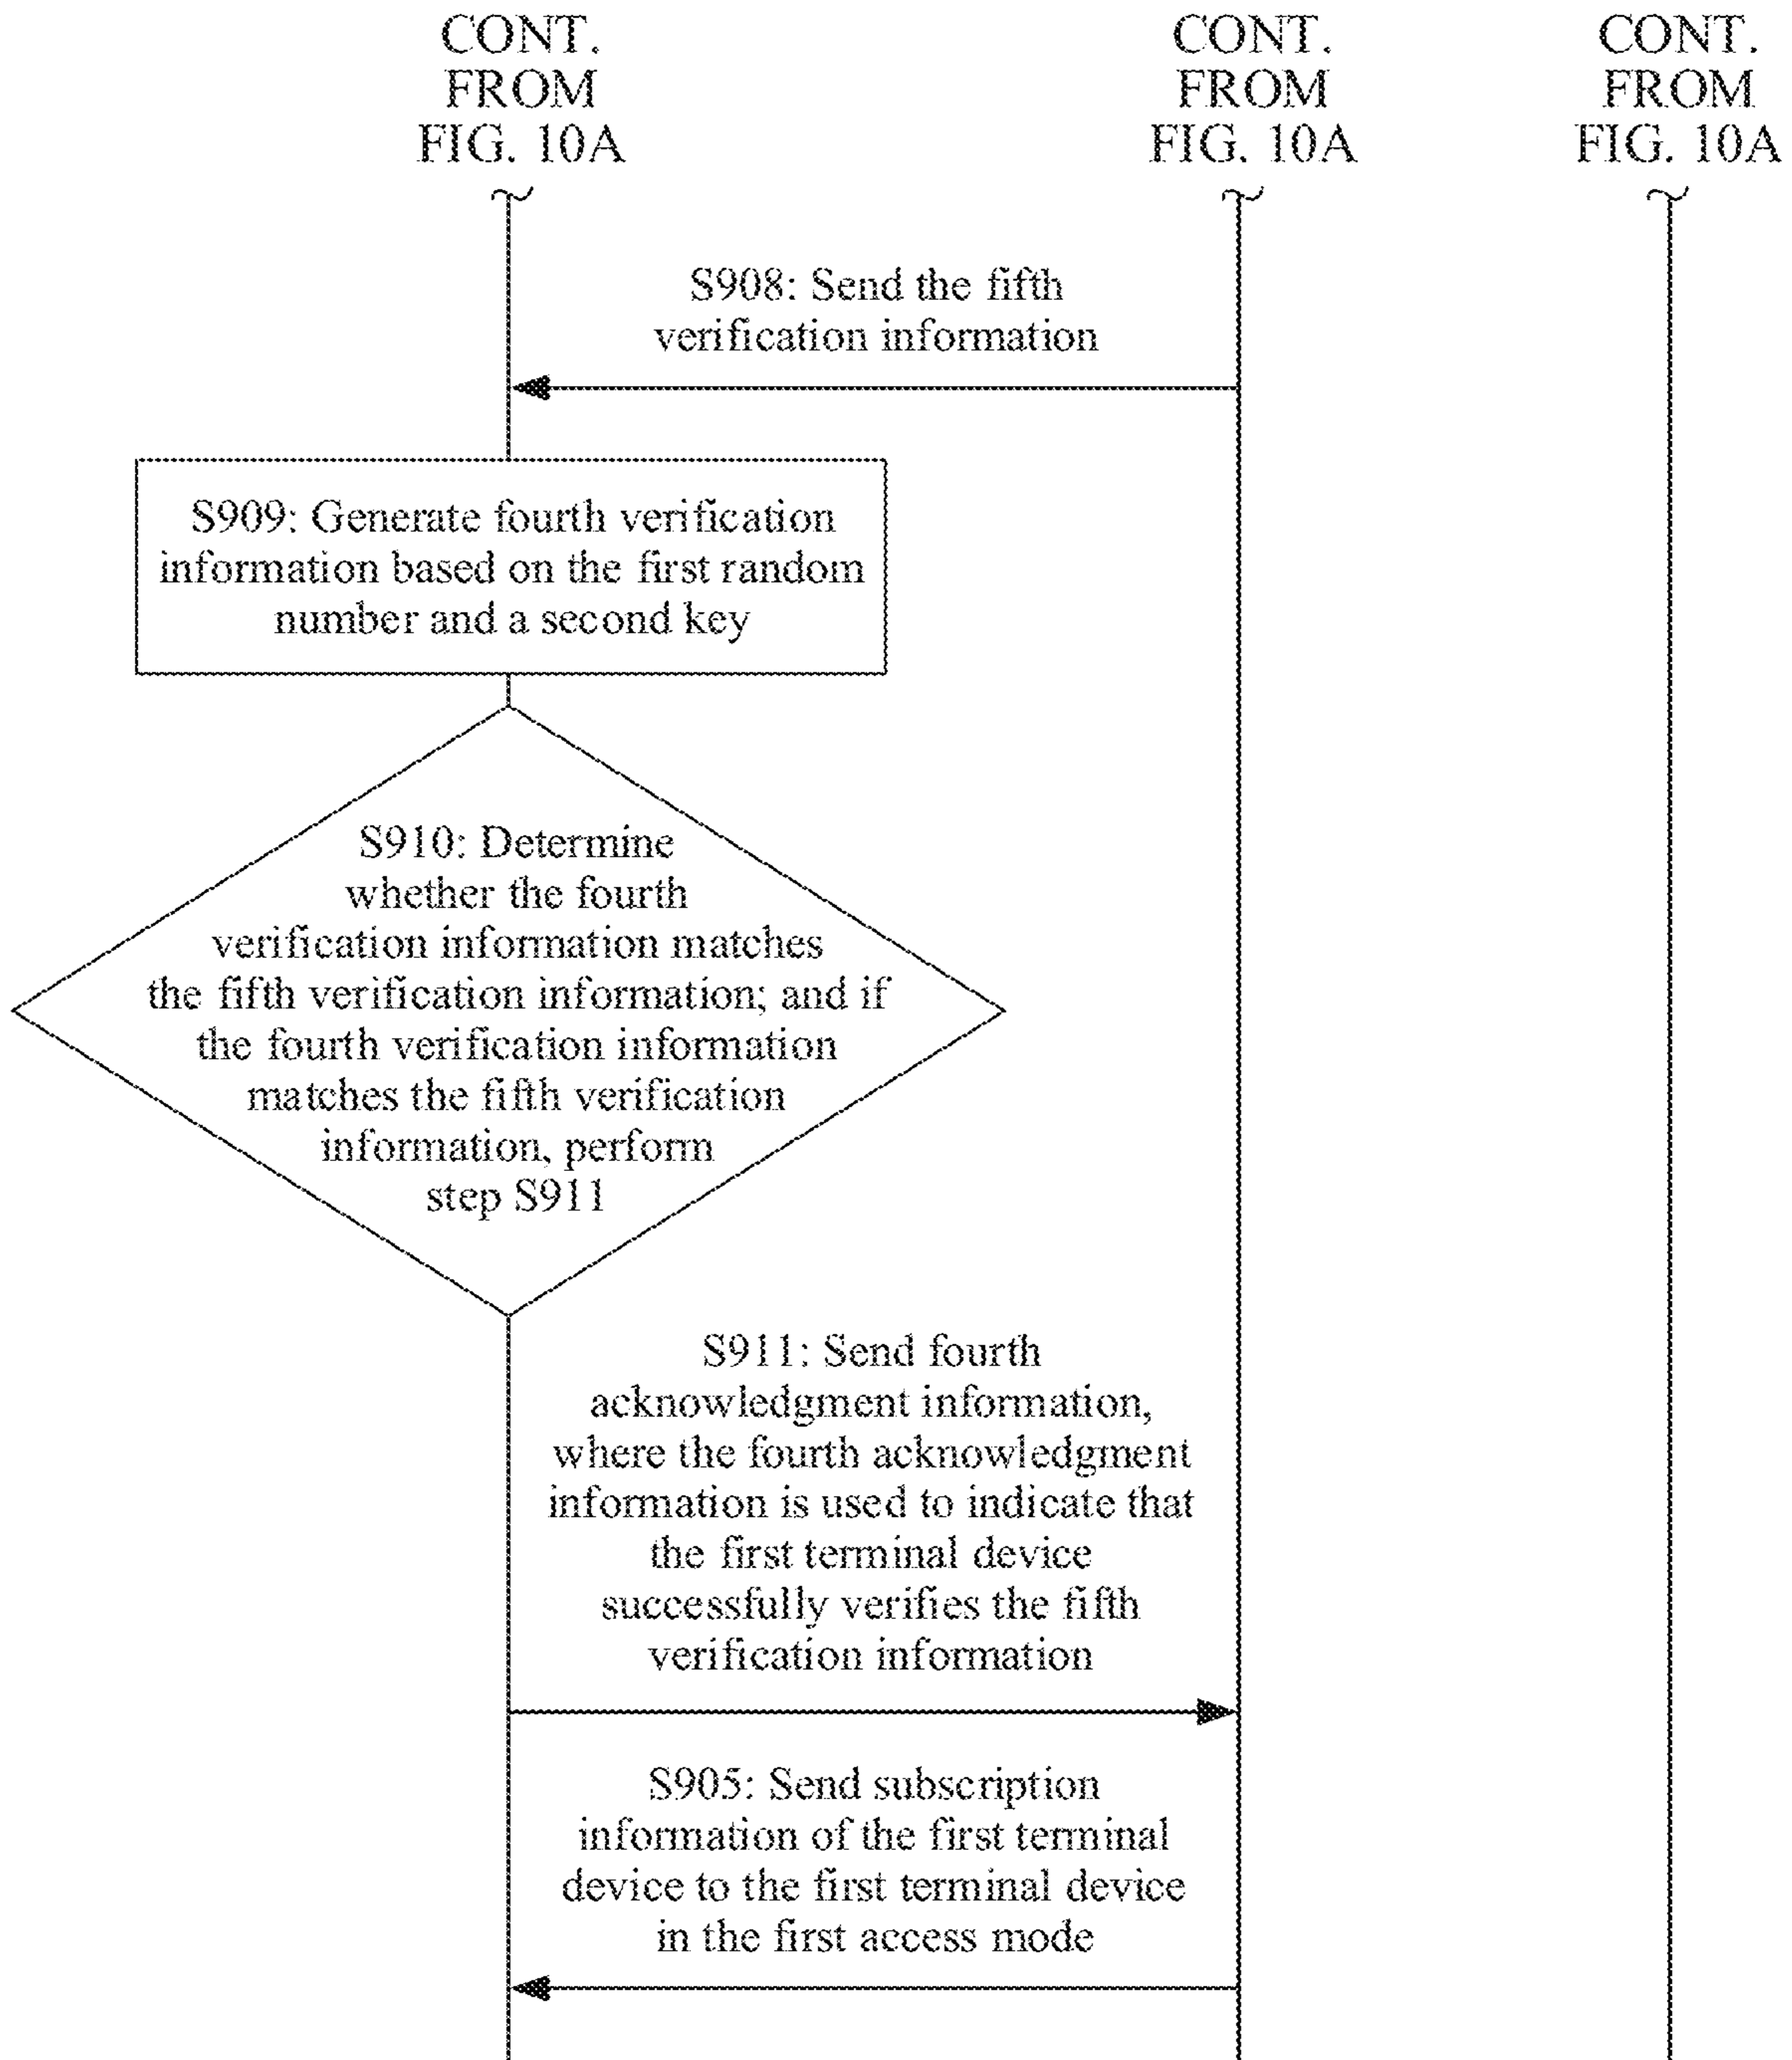 CONT.
FROM
FIG. 10A
CONT.
FROM
FIG. 10A
CONT.
FROM
FIG. 10A
S908: Send the fifth
verification information
S909: Generate fourth verification
information based on the first random
number and a second key
S910: Determine
whether the fourth
verification information matches
the fifth verification information; and if
the fourth verification information
matches the fifth verification
information, perform
step S911
S911: Send fourth
acknowledgment information,
where the fourth acknowledgment
information is used to indicate that
the first terminal device
successfully verifies the fifth
verification information
S905: Send subscription
information of the first terminal
device to the first terminal device
in the first access mode